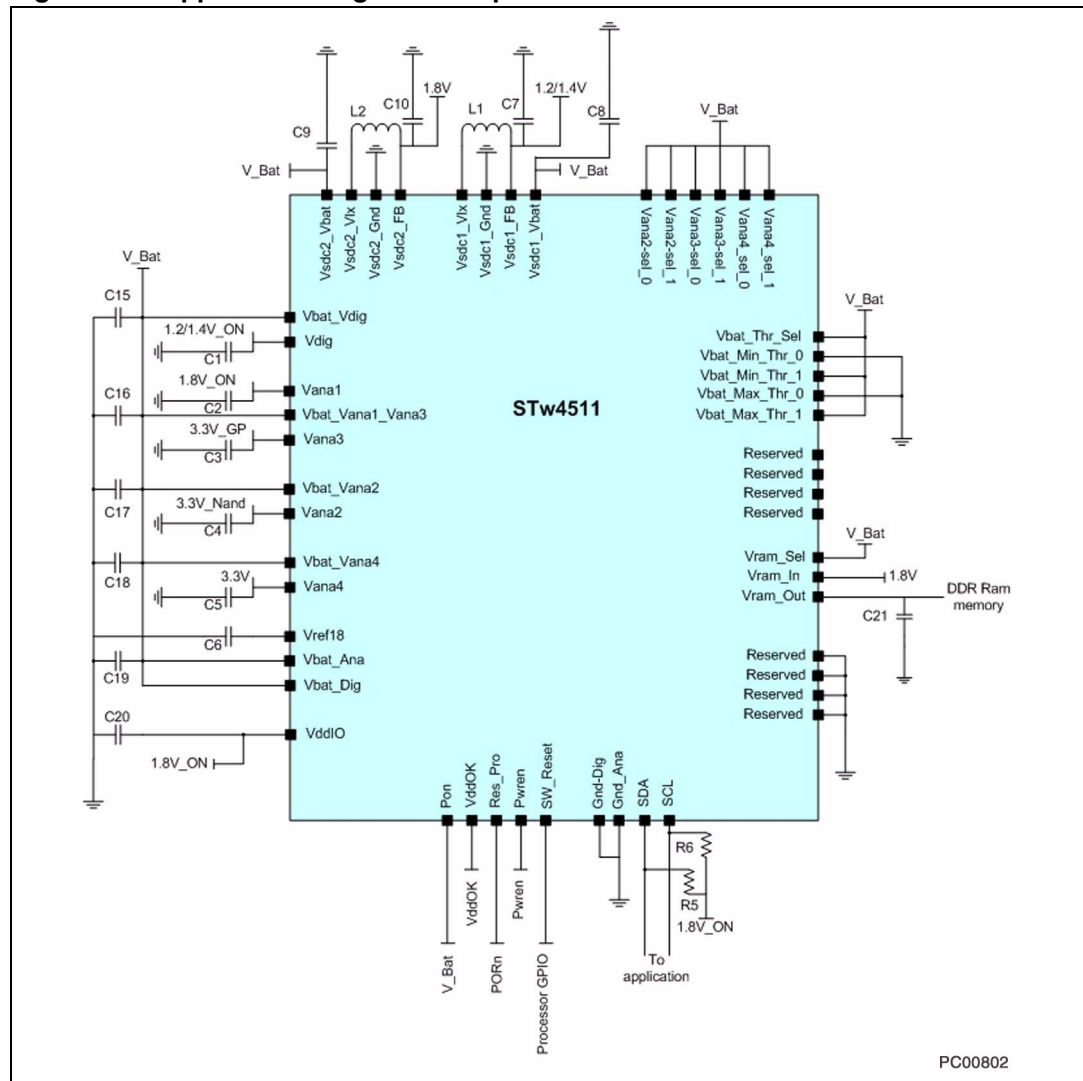 C9
L2
C10
1.8V
L1
C7
1.2/1.4V
C8
V_Bat
V_Bat
V_Bat
Vsdc2_Vbat
Vsdc2_Vlx
Vsdc2_Gnd
Vsdc2_FB
Vsdc1_Vlx
Vsdc1_Gnd
Vsdc1_FB
Vsdc1_Vbat
Vana2-sel_0
Vana2-sel_1
Vana3-sel_0
Vana3-sel_1
Vana4_sel_0
Vana4_sel_1
V_Bat
C15
Vbat_Vdig
1.2/1.4V_ON
C1
Vdig
1.8V_ON
C2
Vana1
C16
Vbat_Vana1_Vana3
3.3V_GP
C3
Vana3
C17
Vbat_Vana2
3.3V_Nand
C4
Vana2
C18
Vbat_Vana4
3.3V
C5
Vana4
C6
Vref18
C19
Vbat_Ana
Vbat_Dig
C20
VddIO
1.8V_ON
STw4511
V_Bat
Vbat_Thr_Sel
Vbat_Min_Thr_0
Vbat_Min_Thr_1
Vbat_Max_Thr_0
Vbat_Max_Thr_1
Reserved
Reserved
Reserved
Reserved
V_Bat
Vram_Sel
Vram_In
1.8V
Vram_Out
DDR Ram
memory
C21
Reserved
Reserved
Reserved
Reserved
Pon
VddOK
Res_Pro
Pwren
SW_Reset
Gnd-Dig
Gnd_Ana
SDA
SCL
R6
R5
1.8V_ON
V_Bat
VddOK
PORn
Pwren
Processor GPIO
To
application
PC00802